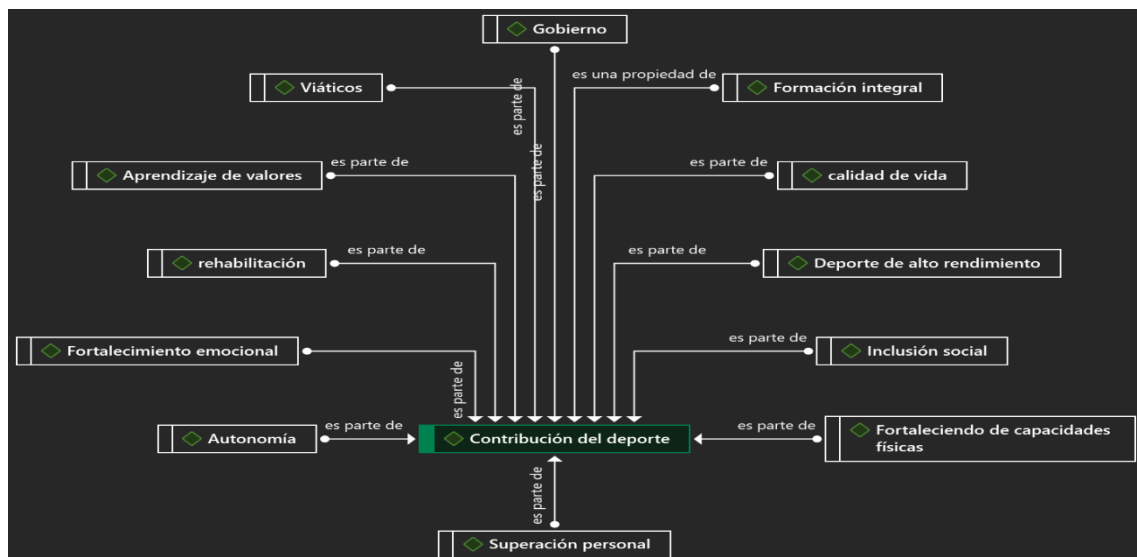 Gobierno
es una propiedad de
Viáticos
es parte de
Formación integral
es parte de
es parte de
Aprendizaje de valores
es parte de
calidad de vida
es parte de
rehabilitación
es parte de
Deporte de alto rendimiento
es parte de
Fortalecimiento emocional
es parte de
Inclusión social
es parte de
Autonomía
es parte de
Contribución del deporte
es parte de
Fortaleciendo de capacidades
físicas
es parte de
Superación personal